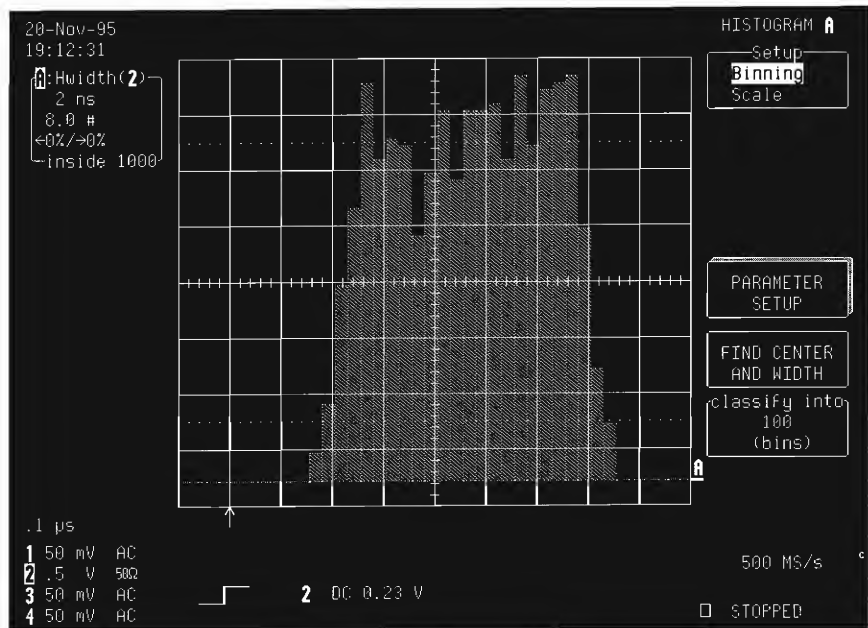 20-Nov-95
19:12:31
A:Hwidth(2)
2 ns
8.0 #
←0%/→0%
inside 1000
HISTOGRAM A
Setup
Binning
Scale
PARAMETER
SETUP
FIND CENTER
AND WIDTH
classify into
100
(bins)
A
.1 µs
1 50 mV AC
2 .5 V 50Ω
3 50 mV AC
4 50 mV AC
2 DC 0.23 V
500 MS/s
c
□ STOPPED